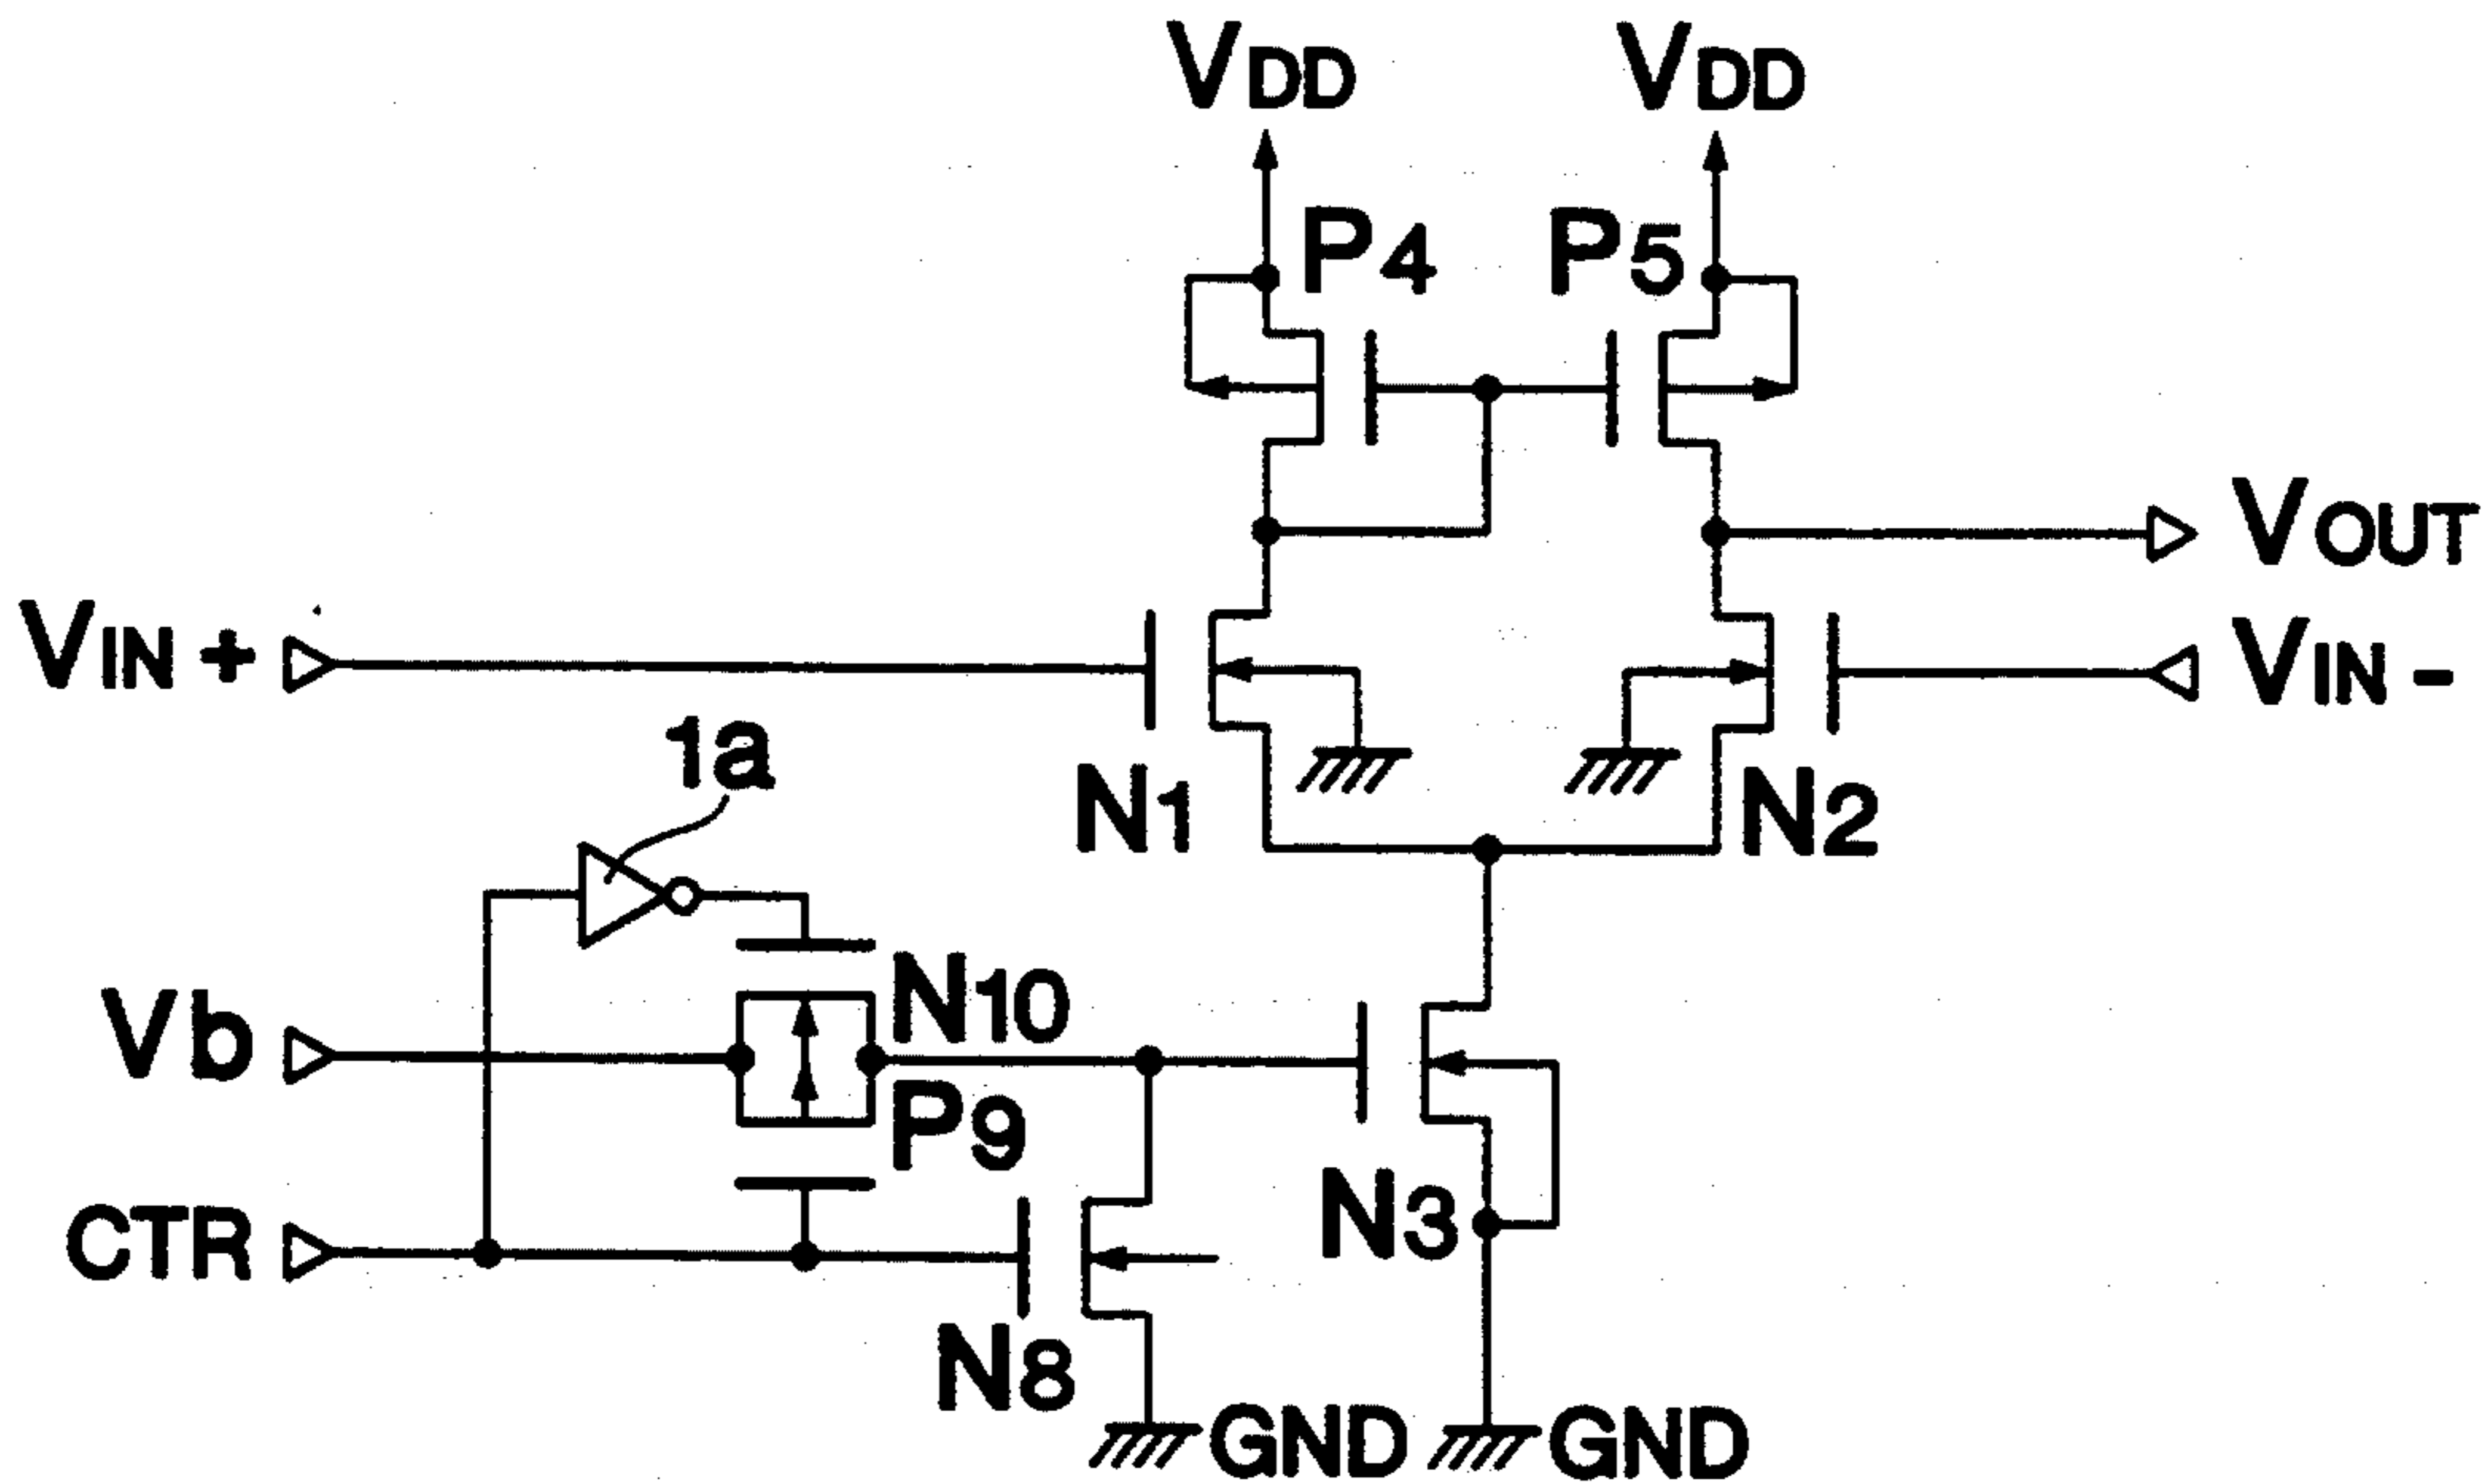 VDD VDD
P4 P5
VOUT
VIN + VIN -
1a
N1 N2
N10
Vb
P9
CTR N3
N8
GND GND